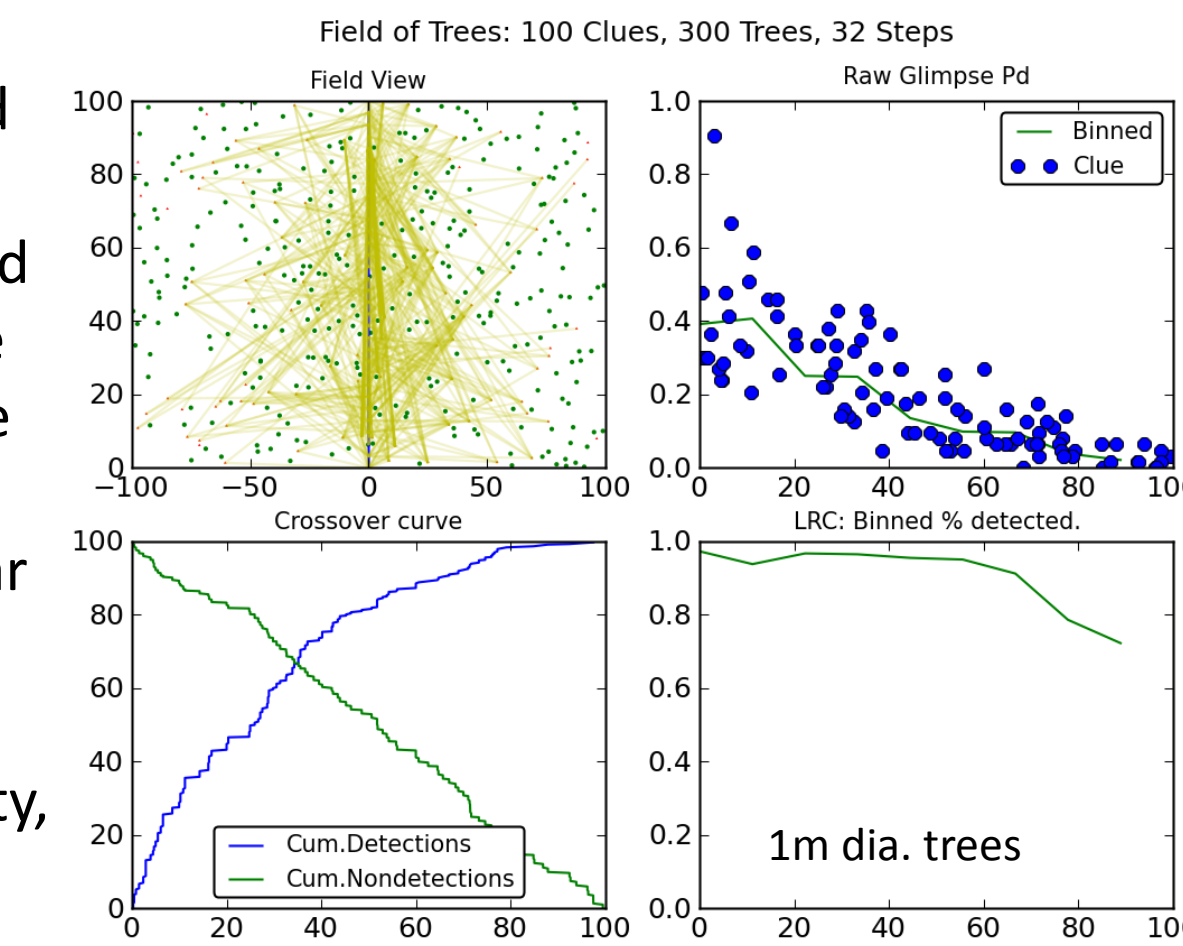 Field of Trees: 100 Clues, 300 Trees, 32 Steps
Field View
100
80
60
40
20
0
−100 −50 0 50 100
Raw Glimpse Pd
Binned
Clue
1.0
0.8
0.6
0.4
0.2
0.0
0 20 40 60 80
Crossover curve
100
80
60
40
20
0
Cum.Detections
Cum.Nondetections
0 20 40 60 80 100
LRC: Binned % detected.
1.0
0.8
0.6
0.4
0.2
0.0
1m dia. trees
0 20 40 60 80